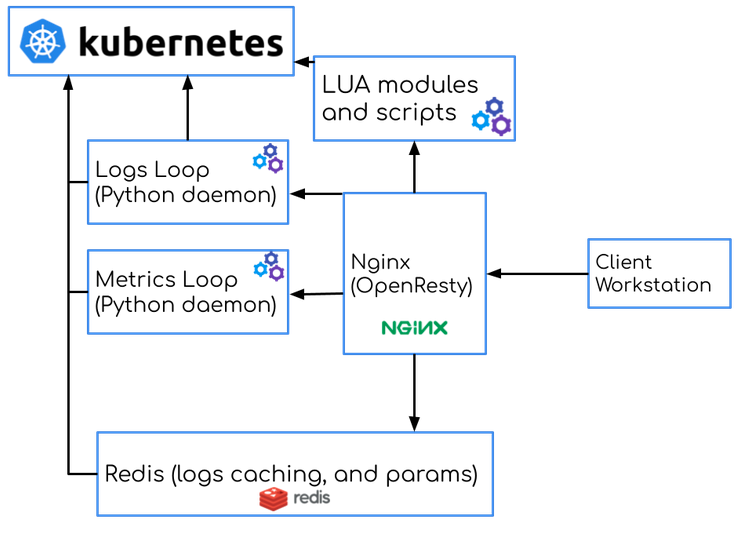 kubernetes
LUA modules
and scripts
Logs Loop
(Python daemon)
Metrics Loop
(Python daemon)
Nginx
(OpenResty)
NGiNX
Client
Workstation
Redis (logs caching, and params)
redis